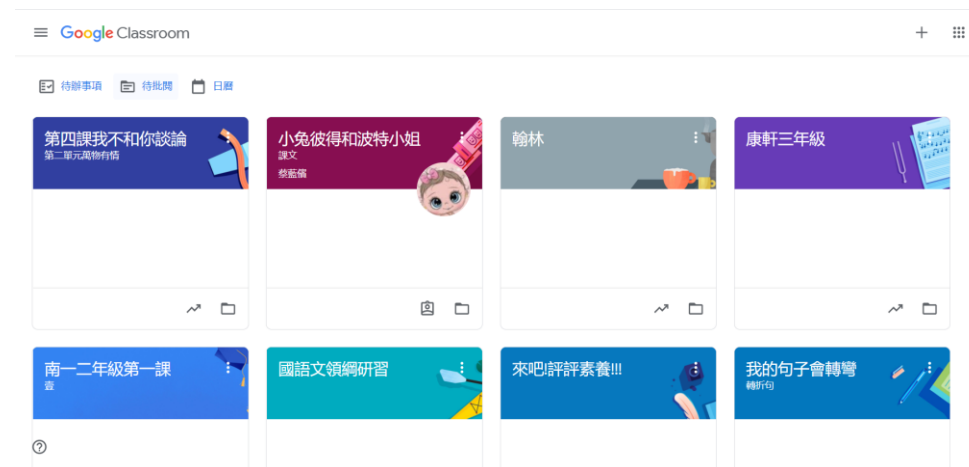 Google Classroom
待辦事項 待批閱 日曆
第四課我不和你談論
第二單元萬物有情
小兔彼得和波特小姐
課文
蔡藍儀
翰林
康軒三年級
南一二年級第一課
壹
國語文領綱研習
來吧!評評素養!!!
我的句子會轉彎
轉折句